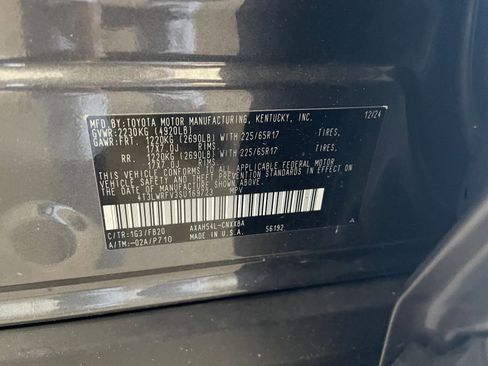 MFD.BY:TOYOTA MOTOR MANUFACTURING, KENTUCKY, INC. 12/24
GVWR:2230KG (4920LB)
GAWR:FRT. 1220KG (2690LB) WITH 225/65R17 TIRES,
17X7.0J RIMS,
RR. 1220KG (2690LB) WITH 225/65R17 TIRES,
17X7.0J RIMS,
THIS VEHICLE CONFORMS TO ALL APPLICABLE FEDERAL MOTOR
VEHICLE SAFETY AND THEFT PREVENTION STANDARDS IN EFFECT ON
THE DATE OF MANUFACTURE SHOWN ABOVE.
4T3LWRFV3SU169723 MPV
C/TR:1G3/FB20 AXAH54L-CNXXBA 56192 A
A/TM:-02A/P710 MADE IN U.S.A.